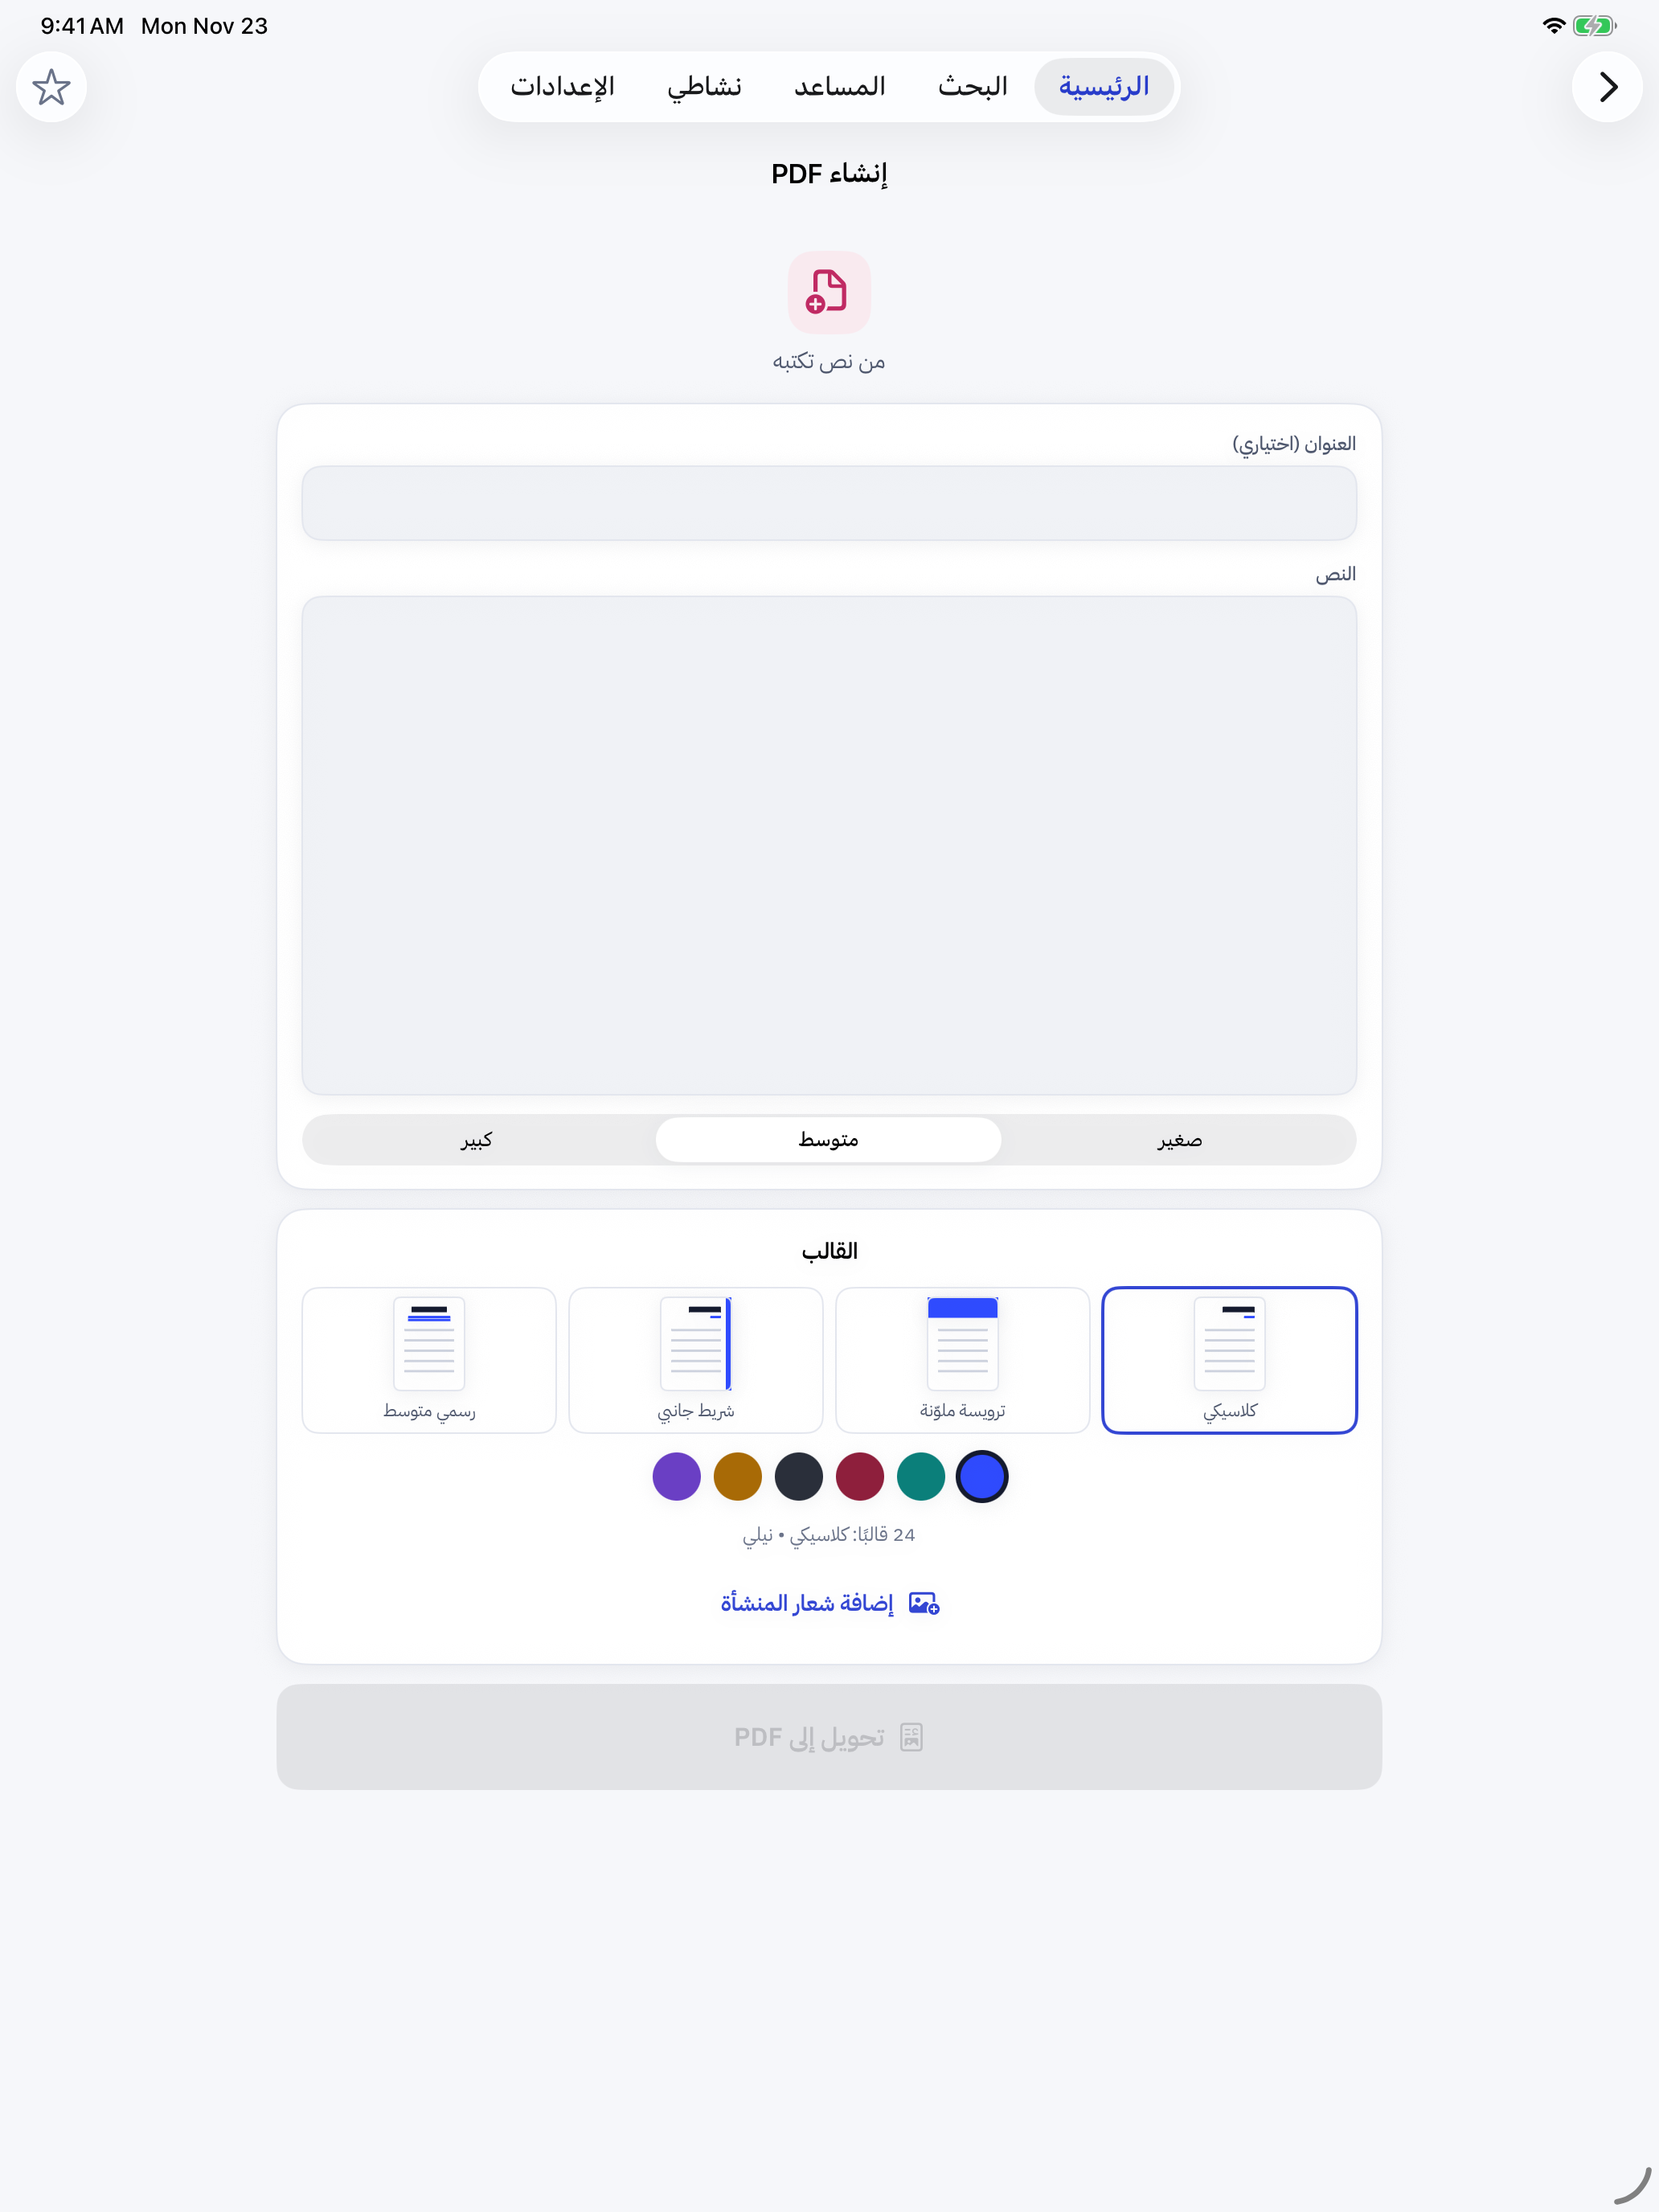 9:41 AM Mon Nov 23
الرئيسية البحث المساعد نشاطي الإعدادات
إنشاء PDF
من نص تكتبه
العنوان (اختياري)
النص
صغير متوسط كبير
القالب
كلاسيكي ترويسة ملوّنة شريط جانبي رسمي متوسط
24 قالبًا: كلاسيكي • نيلي
إضافة شعار المنشأة
تحويل إلى PDF